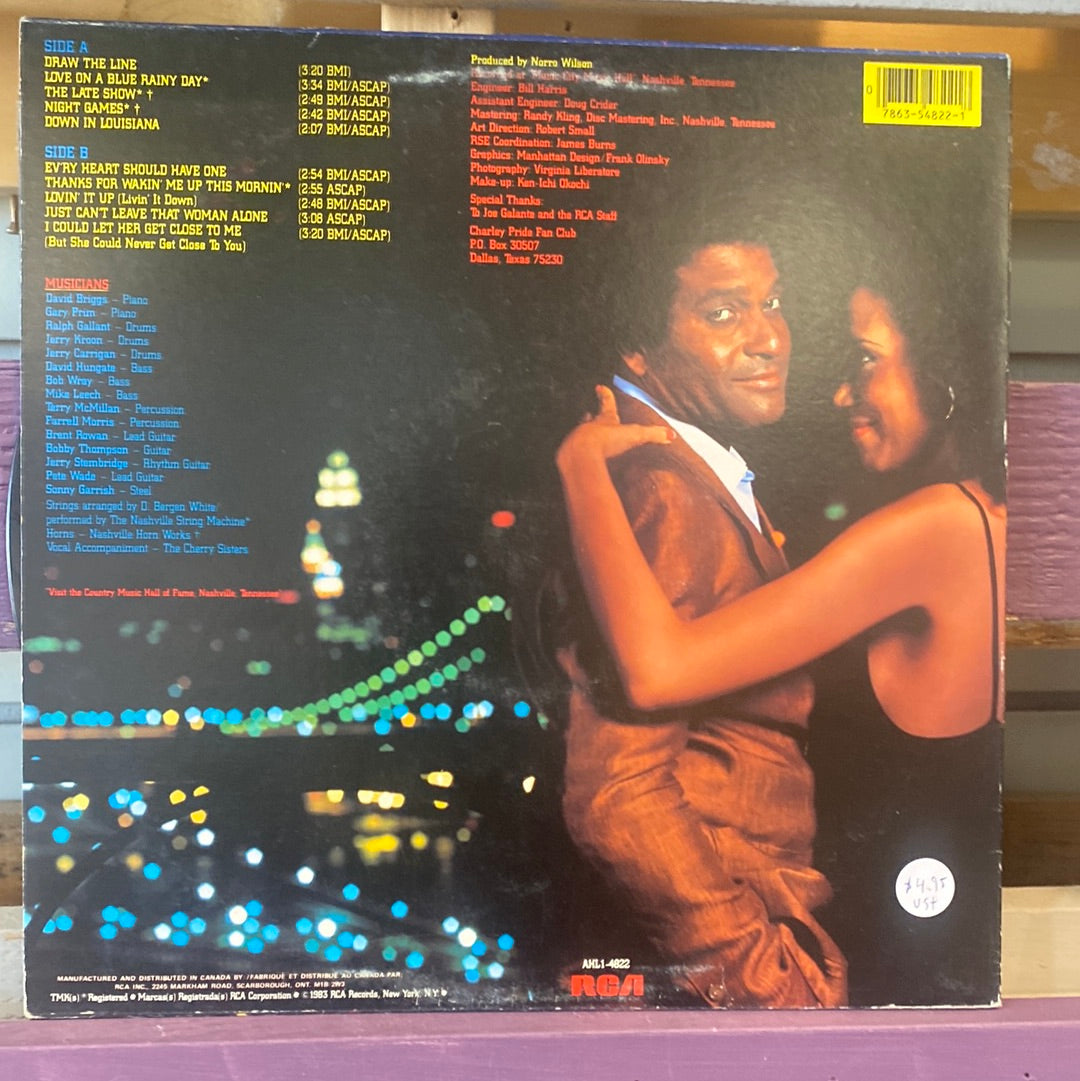 SIDE A
DRAW THE LINE (3:20 BMI)
LOVE ON A BLUE RAINY DAY* (3:34 BMI/ASCAP)
THE LATE SHOW* † (2:49 BMI/ASCAP)
NIGHT GAMES* † (2:42 BMI/ASCAP)
DOWN IN LOUISIANA (2:07 BMI/ASCAP)
SIDE B
EV'RY HEART SHOULD HAVE ONE (2:54 BMI/ASCAP)
THANKS FOR WAKIN' ME UP THIS MORNIN'* (2:55 ASCAP)
LOVIN' IT UP (Livin' It Down) (2:48 BMI/ASCAP)
JUST CAN'T LEAVE THAT WOMAN ALONE (3:08 ASCAP)
I COULD LET HER GET CLOSE TO ME (3:20 BMI/ASCAP)
(But She Could Never Get Close To You)
MUSICIANS
David Briggs – Piano
Gary Prim – Piano
Ralph Gallant – Drums
Jerry Kroon – Drums
Jerry Carrigan – Drums
David Hungate – Bass
Bob Wray – Bass
Mike Leech – Bass
Terry McMillan – Percussion
Farrell Morris – Percussion
Brent Rowan – Lead Guitar
Bobby Thompson – Guitar
Jerry Stembridge – Rhythm Guitar
Pete Wade – Lead Guitar
Sonny Garrish – Steel
Strings arranged by D. Bergen White/
performed by The Nashville String Machine*
Horns – Nashville Horn Works †
Vocal Accompaniment – The Cherry Sisters
"Visit the Country Music Hall of Fame, Nashville, Tennessee"
Produced by Norro Wilson
Recorded at "Music City Music Hall", Nashville, Tennessee
Engineer: Bill Harris
Assistant Engineer: Doug Crider
Mastering: Randy Kling, Disc Mastering, Inc., Nashville, Tennessee
Art Direction: Robert Small
RSE Coordination: James Burns
Graphics: Manhattan Design/Frank Olinsky
Photography: Virginia Liberatore
Make-up: Ken-Ichi Okochi
Special Thanks:
To Joe Galante and the RCA Staff
Charley Pride Fan Club
P.O. Box 30507
Dallas, Texas 75230
0 7863-54822-1
$4.95
VG+
AHL1-4822
RCA
MANUFACTURED AND DISTRIBUTED IN CANADA BY /FABRIQUÉ ET DISTRIBUÉ AU CANADA PAR
RCA INC., 2245 MARKHAM ROAD, SCARBOROUGH, ONT. M1B 2W3
TMK(s) ® Registered ● Marca(s) Registrada(s) RCA Corporation ● © 1983 RCA Records, New York, N.Y. ●